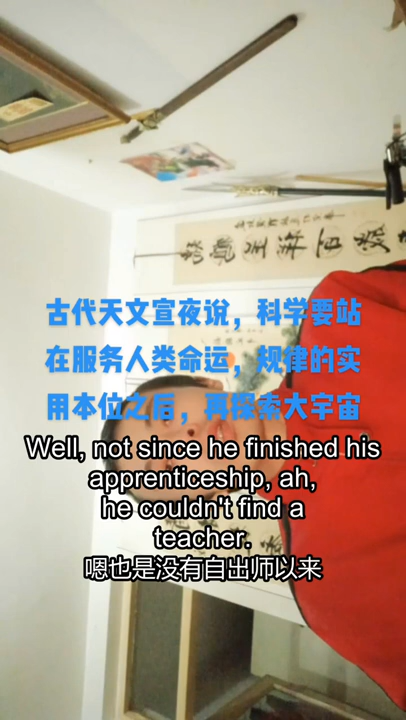 古代天文宣夜说，科学要站
在服务人类命运，规律的实
用本位之后，再探索大宇宙
Well, not since he finished his
apprenticeship, ah,
he couldn't find a
teacher.
嗯也是没有自出师以来